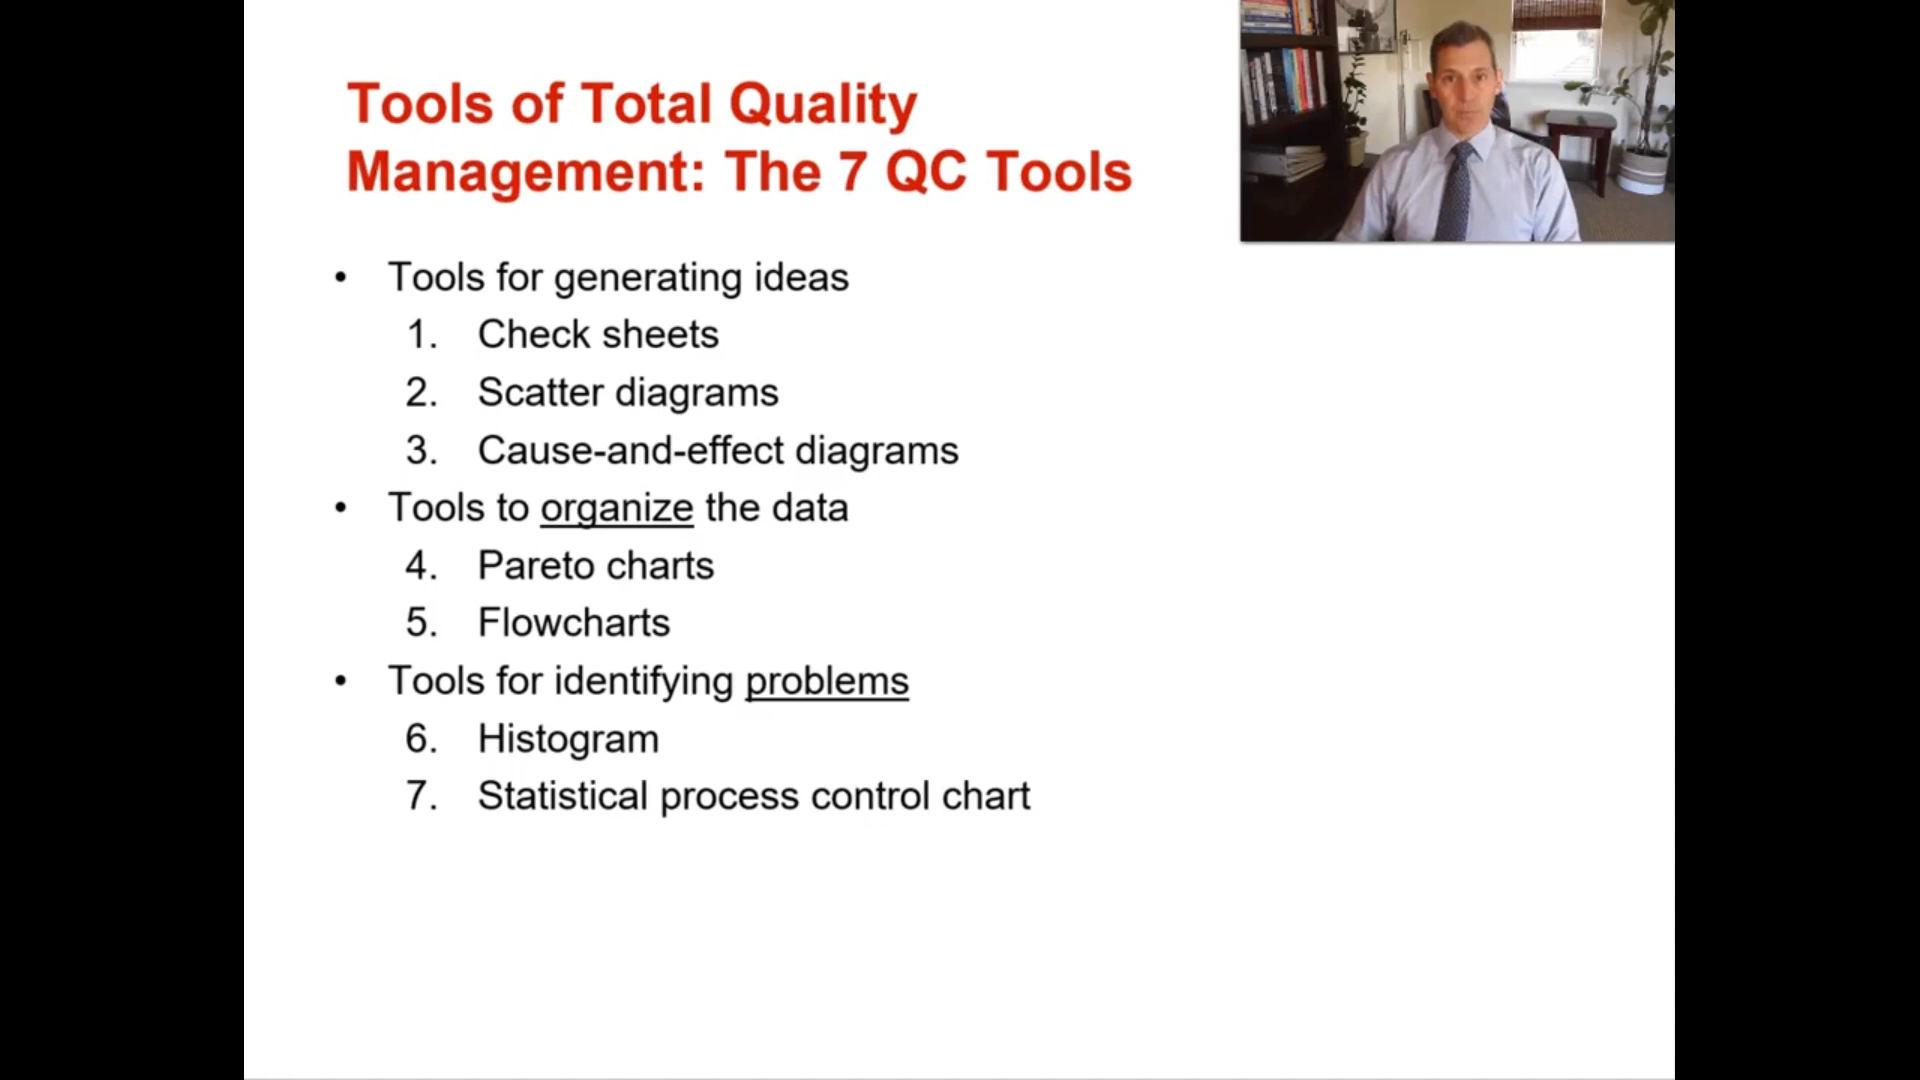 Tools of Total Quality
Management: The 7 QC Tools
• Tools for generating ideas
1. Check sheets
2. Scatter diagrams
3. Cause-and-effect diagrams
• Tools to organize the data
4. Pareto charts
5. Flowcharts
• Tools for identifying problems
6. Histogram
7. Statistical process control chart